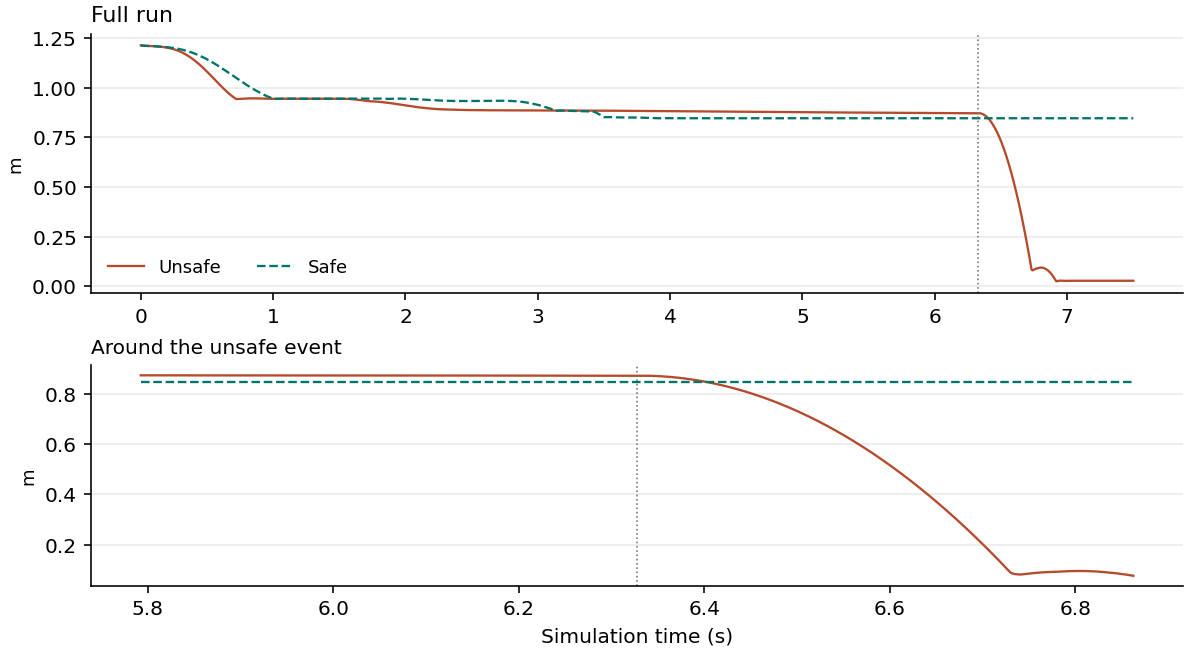 Full run
1.25
1.00
0.75
0.50
0.25
0.00
m
Unsafe Safe
0 1 2 3 4 5 6 7
Around the unsafe event
0.8
0.6
0.4
0.2
m
5.8 6.0 6.2 6.4 6.6 6.8
Simulation time (s)